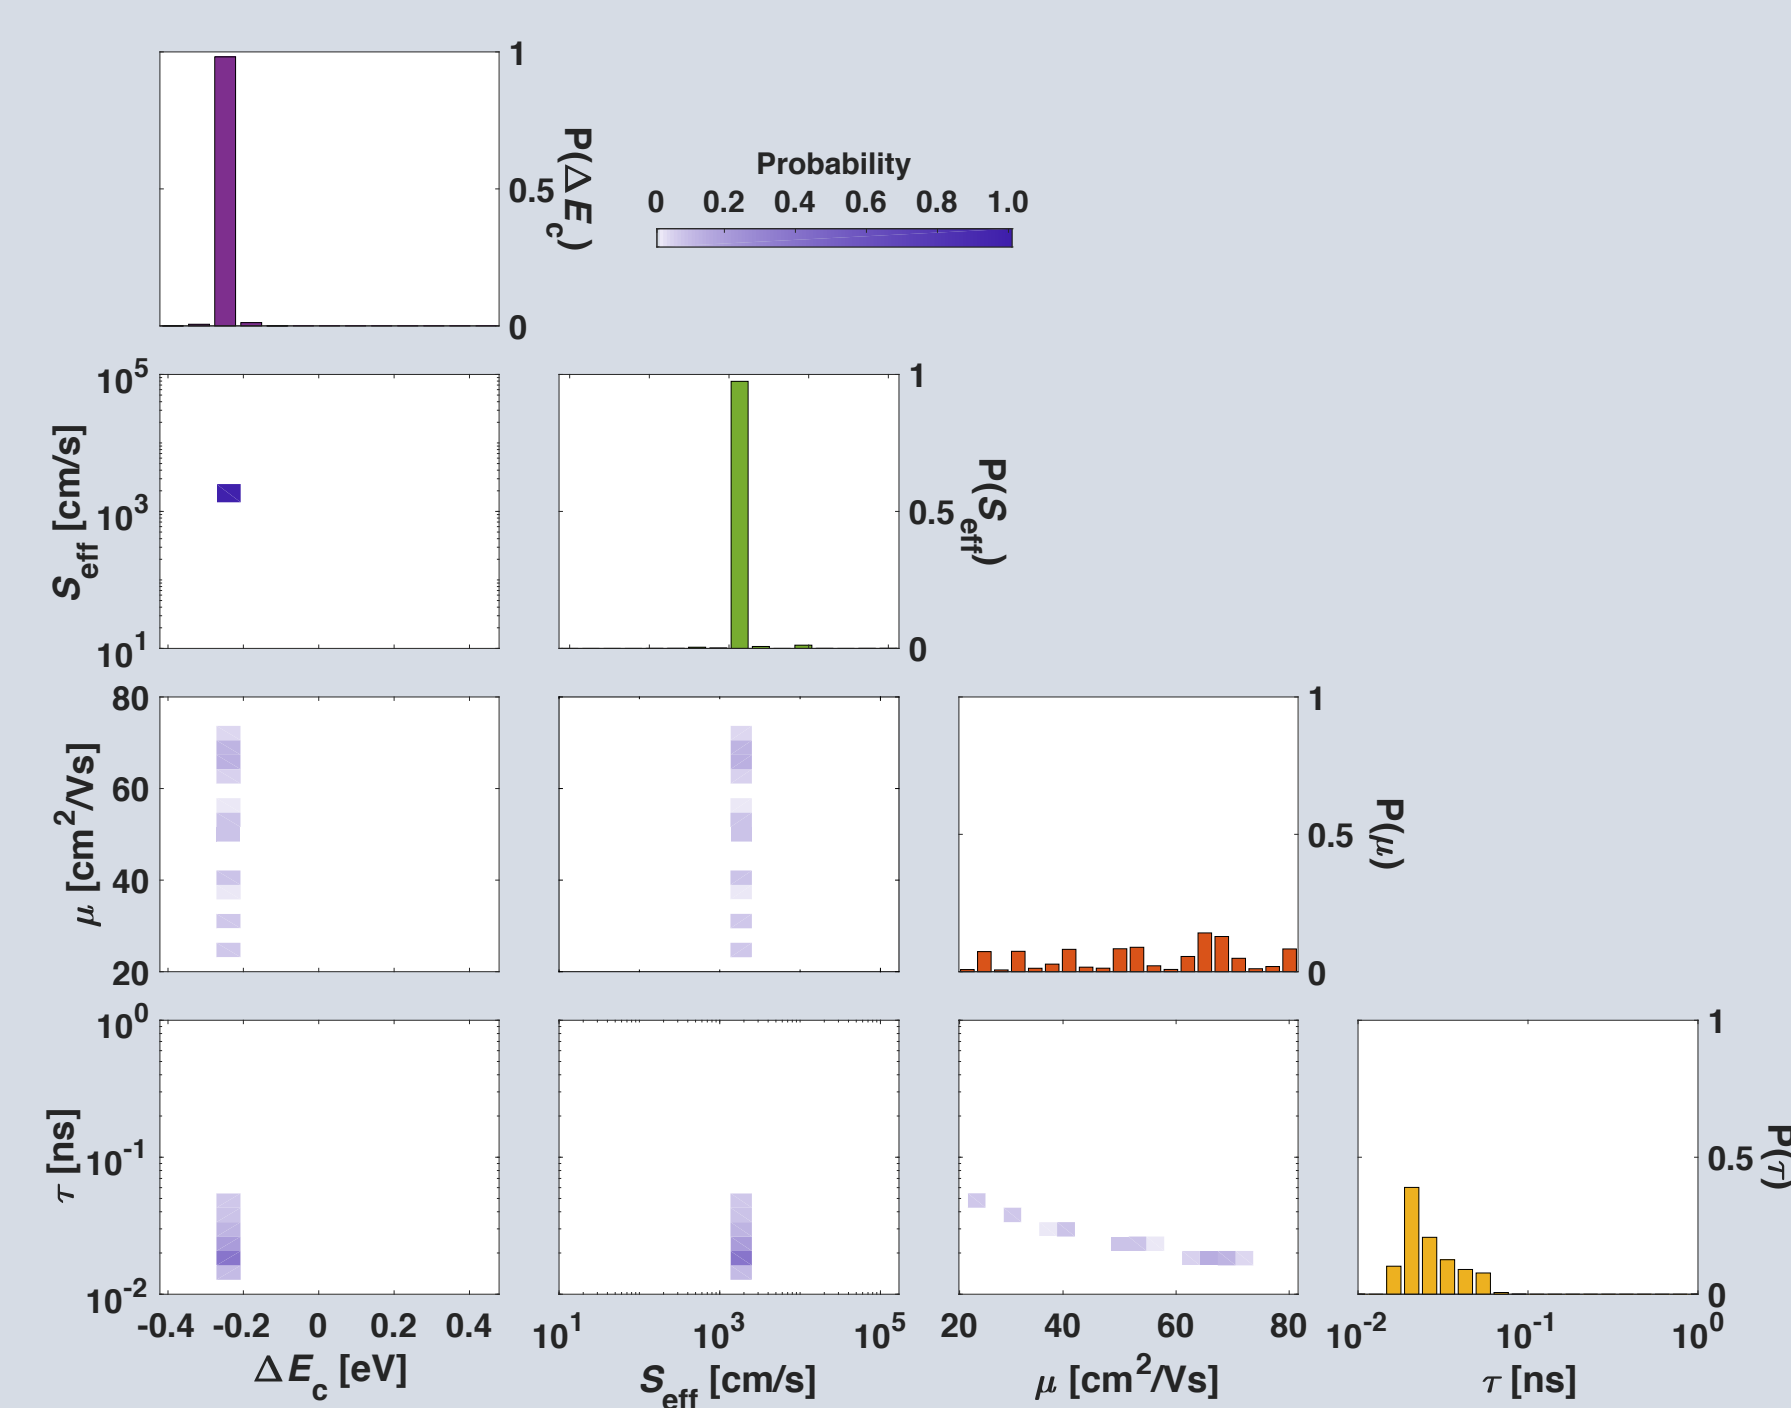 1
0.5
0
P(ΔE_c)
Probability
0 0.2 0.4 0.6 0.8 1.0
10^5
10^3
10^1
S_eff [cm/s]
1
0.5
0
P(S_eff)
80
60
40
20
μ [cm^2/Vs]
1
0.5
0
P(μ)
10^0
10^-1
10^-2
τ [ns]
1
0.5
0
P(τ)
-0.4 -0.2 0 0.2 0.4
ΔE_c [eV]
10^1 10^3 10^5
S_eff [cm/s]
20 40 60 80
μ [cm^2/Vs]
10^-2 10^-1 10^0
τ [ns]